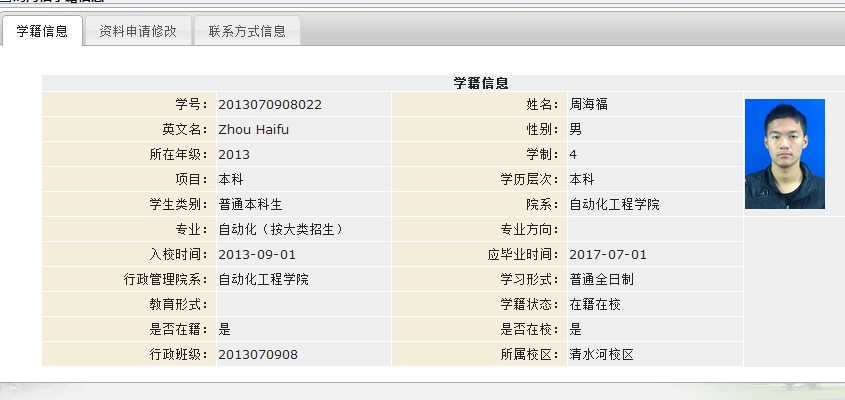 学籍信息 资料申请修改 联系方式信息
学籍信息
学号： 2013070908022 姓名： 周海福
英文名： Zhou Haifu 性别： 男
所在年级： 2013 学制： 4
项目： 本科 学历层次： 本科
学生类别： 普通本科生 院系： 自动化工程学院
专业： 自动化（按大类招生） 专业方向：
入校时间： 2013-09-01 应毕业时间： 2017-07-01
行政管理院系： 自动化工程学院 学习形式： 普通全日制
教育形式： 学籍状态： 在籍在校
是否在籍： 是 是否在校： 是
行政班级： 2013070908 所属校区： 清水河校区